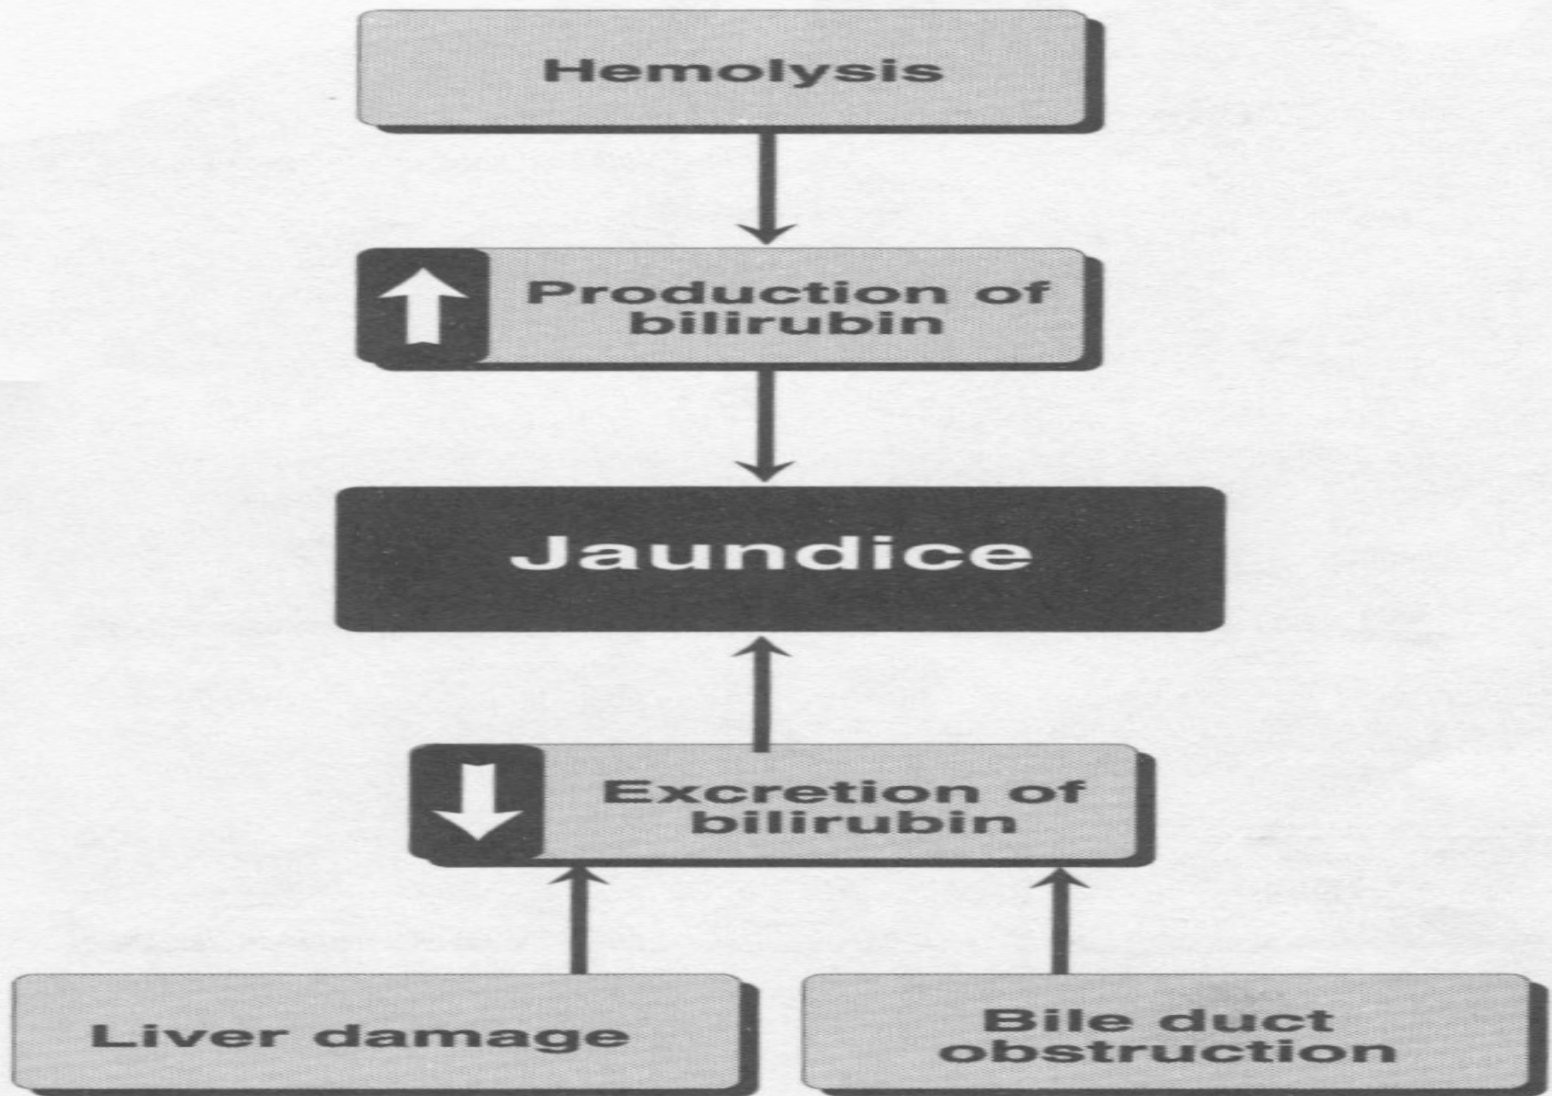 Hemolysis
Production of
bilirubin
Jaundice
Excretion of
bilirubin
Liver damage
Bile duct
obstruction